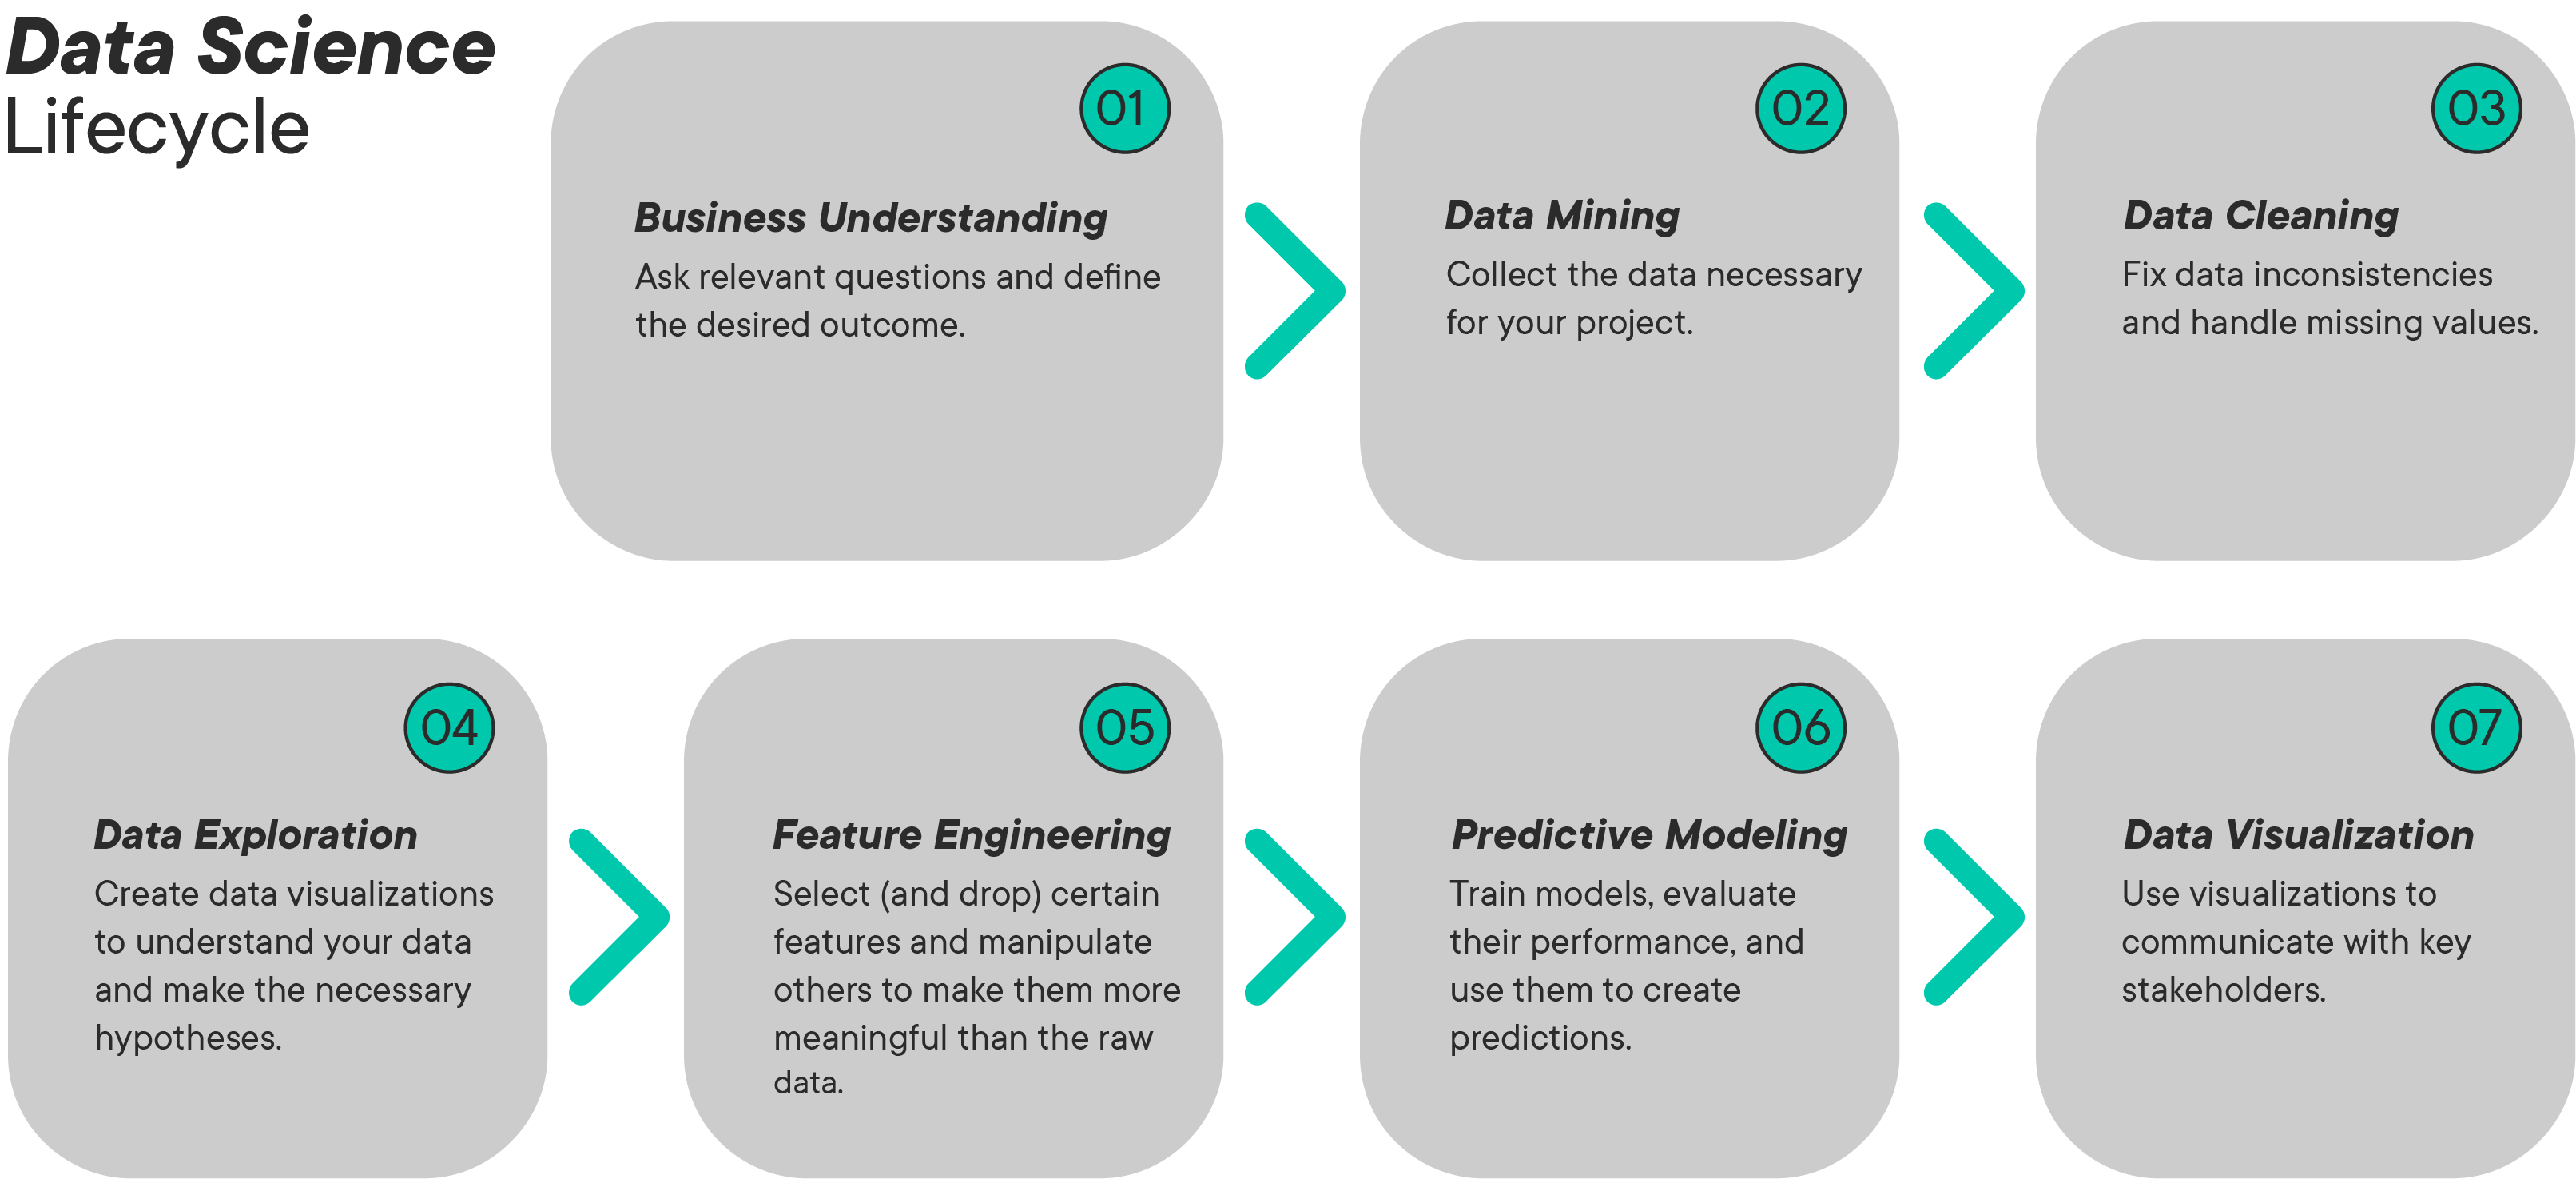 Data Science
Lifecycle
01
Business Understanding
Ask relevant questions and define
the desired outcome.
02
Data Mining
Collect the data necessary
for your project.
03
Data Cleaning
Fix data inconsistencies
and handle missing values.
04
Data Exploration
Create data visualizations
to understand your data
and make the necessary
hypotheses.
05
Feature Engineering
Select (and drop) certain
features and manipulate
others to make them more
meaningful than the raw
data.
06
Predictive Modeling
Train models, evaluate
their performance, and
use them to create
predictions.
07
Data Visualization
Use visualizations to
communicate with key
stakeholders.